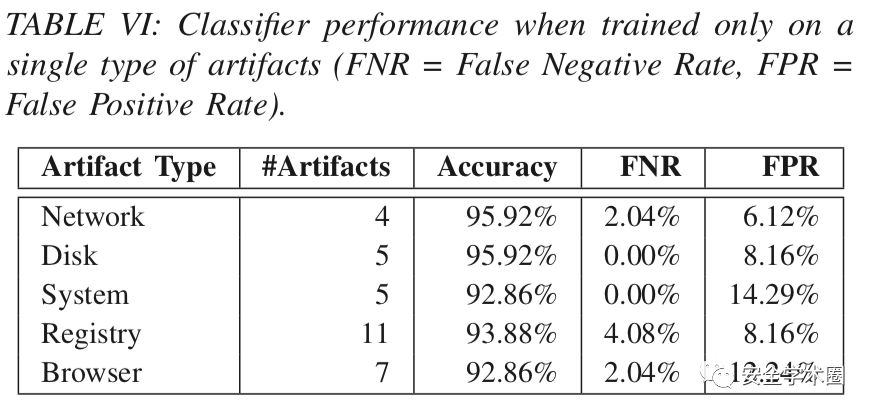 TABLE VI: Classifier performance when trained only on a
single type of artifacts (FNR = False Negative Rate, FPR =
False Positive Rate).
Artifact Type #Artifacts Accuracy FNR FPR
Network 4 95.92% 2.04% 6.12%
Disk 5 95.92% 0.00% 8.16%
System 5 92.86% 0.00% 14.29%
Registry 11 93.88% 4.08% 8.16%
Browser 7 92.86% 2.04% 12.24%
安全学术圈